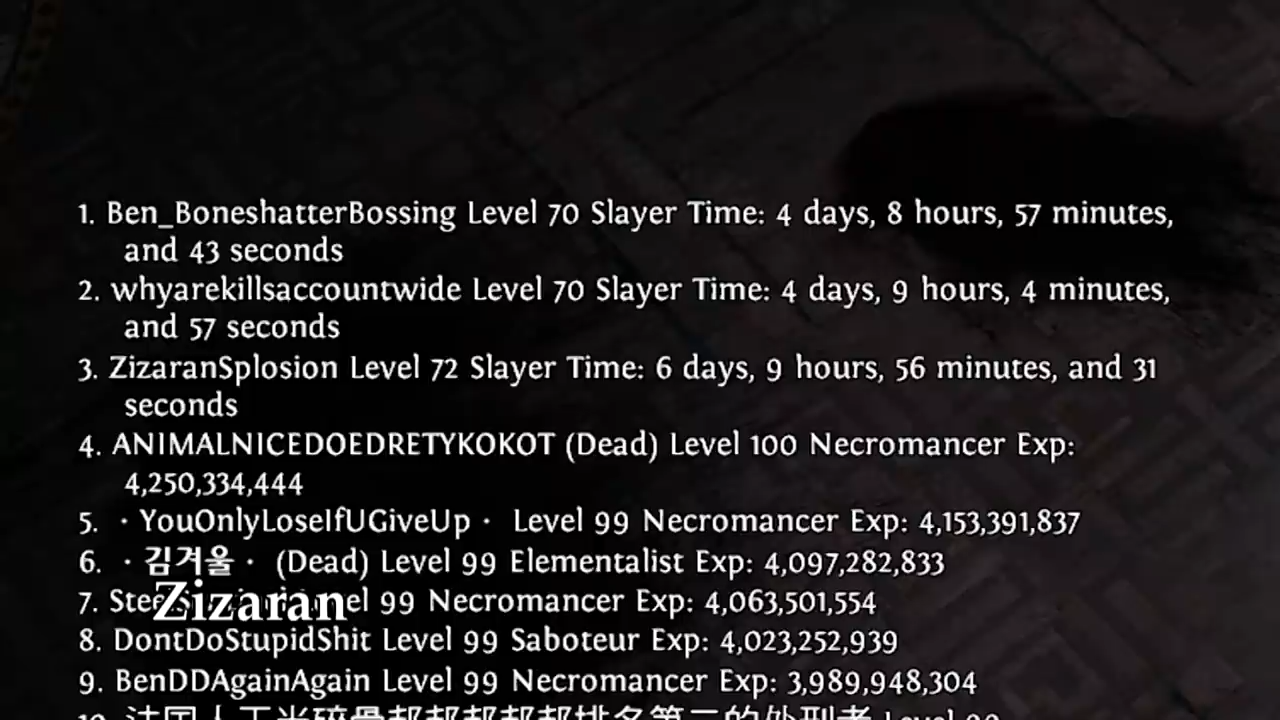 1. Ben_BoneshatterBossing Level 70 Slayer Time: 4 days, 8 hours, 57 minutes,
and 43 seconds
2. whyarekillsaccountwide Level 70 Slayer Time: 4 days, 9 hours, 4 minutes,
and 57 seconds
3. ZizaranSplosion Level 72 Slayer Time: 6 days, 9 hours, 56 minutes, and 31
seconds
4. ANIMALNICEDOEDRETYKOKOT (Dead) Level 100 Necromancer Exp:
4,250,334,444
5. · YouOnlyLoseIfUGiveUp · Level 99 Necromancer Exp: 4,153,391,837
6. · 김겨울 · (Dead) Level 99 Elementalist Exp: 4,097,282,833
Zizaran
7. 99 Necromancer Exp: 4,063,501,554
8. DontDoStupidShit Level 99 Saboteur Exp: 4,023,252,939
9. BenDDAgainAgain Level 99 Necromancer Exp: 3,989,948,304